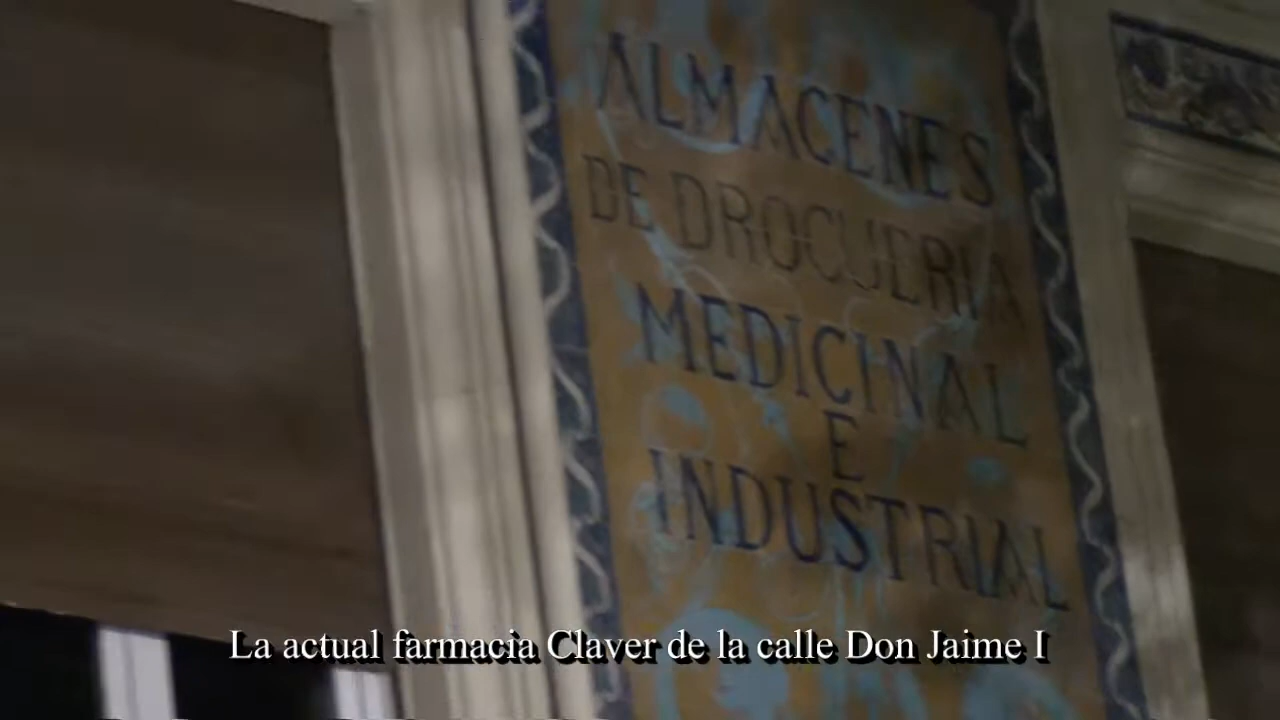 ALMACENES
DE DROGUERIA
MEDICINAL
E
INDUSTRIAL
La actual farmacia Claver de la calle Don Jaime I